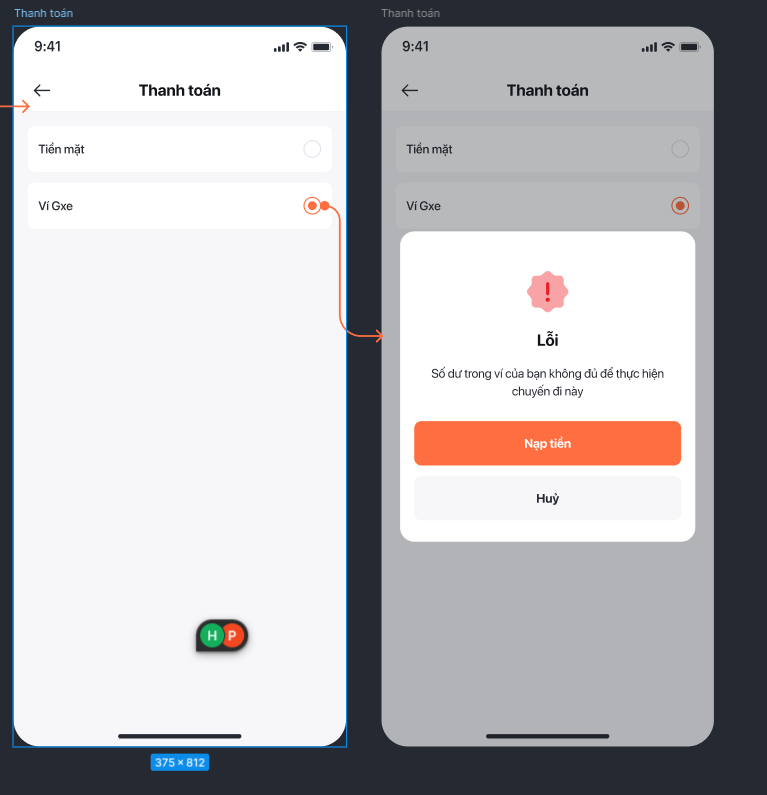 Thanh toán
9:41
Thanh toán
Tiền mặt
Ví Gxe
H P
375 × 812
Thanh toán
9:41
Thanh toán
Tiền mặt
Ví Gxe
Lỗi
Số dư trong ví của bạn không đủ để thực hiện
chuyến đi này
Nạp tiền
Huỷ